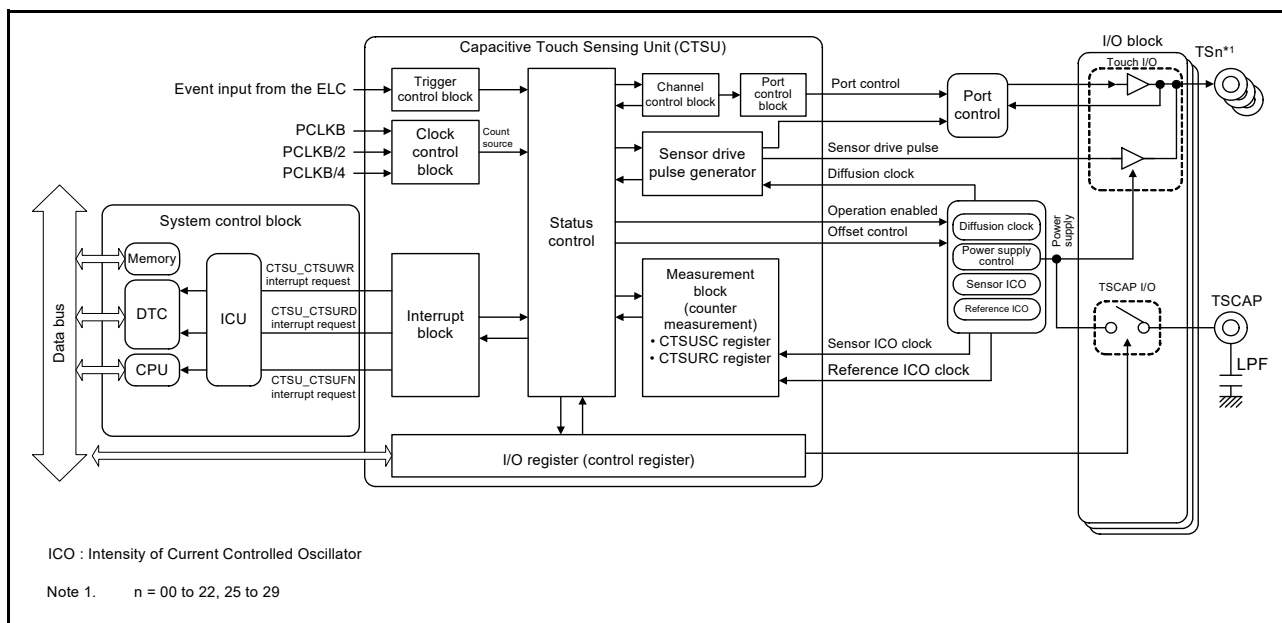 Capacitive Touch Sensing Unit (CTSU)
I/O block
TSn*1
Touch I/O
Event input from the ELC
Trigger
control block
Channel
control block
Port
control
block
Port control
Port
control
PCLKB
PCLKB/2
PCLKB/4
Clock
control
block
Count
source
Sensor drive
pulse generator
Sensor drive pulse
Diffusion clock
Status
control
Operation enabled
Offset control
Diffusion clock
Power supply
control
Sensor ICO
Reference ICO
Power
supply
System control block
Data bus
Memory
DTC
CPU
ICU
CTSU_CTSUWR
interrupt request
CTSU_CTSURD
interrupt request
CTSU_CTSUFN
interrupt request
Interrupt
block
Measurement
block
(counter
measurement)
• CTSUSC register
• CTSURC register
Sensor ICO clock
Reference ICO clock
TSCAP I/O
TSCAP
LPF
I/O register (control register)
ICO : Intensity of Current Controlled Oscillator
Note 1. n = 00 to 22, 25 to 29